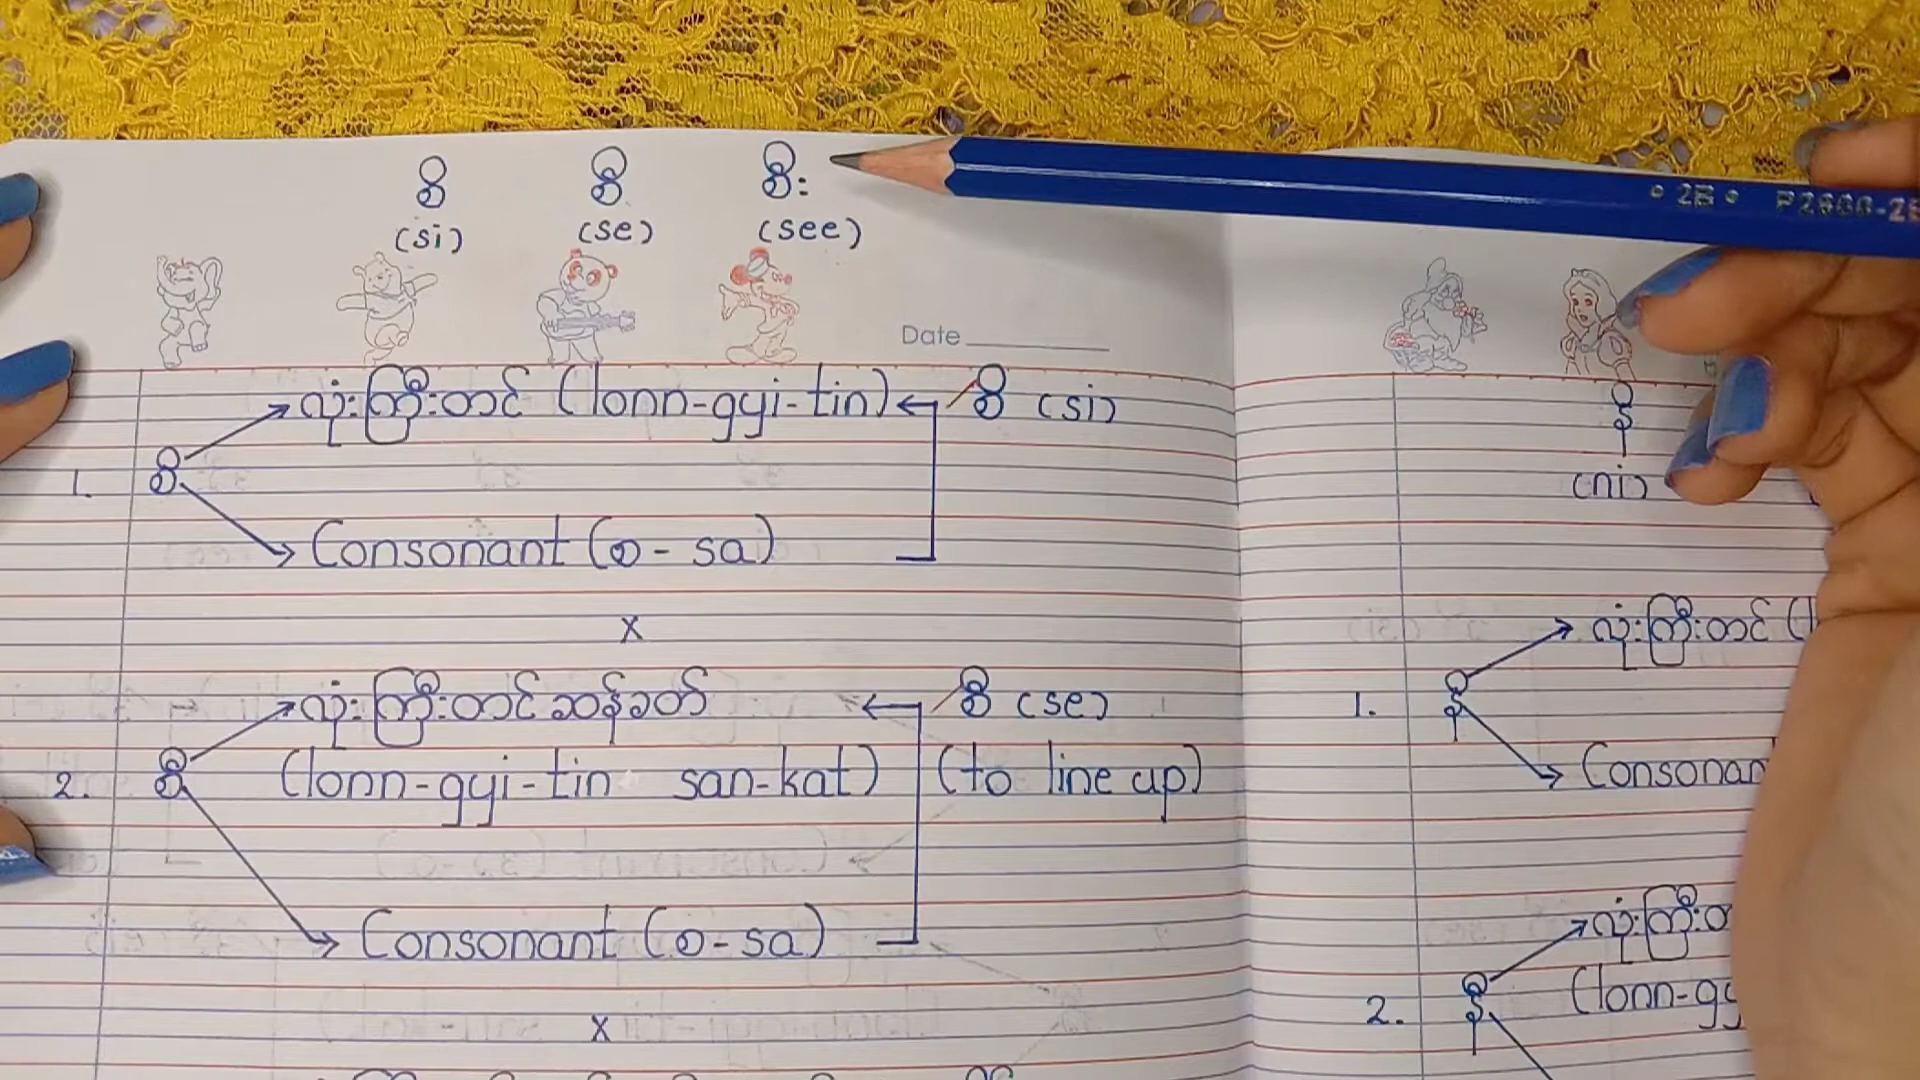 စိ စီ စီး
(si) (se) (see)
Date
လုံးကြီးတင် (lonn-gyi-tin) စိ (si)
1. စိ
Consonant (စ - sa)
x
လုံးကြီးတင်ဆန်ခတ် စီ (se)
2. စီ (lonn-gyi-tin san-kat) (to line up)
Consonant (စ-sa)
x
နိ
(ni)
လုံးကြီးတင်
1. နိ
Consonan
2. နီ
(lonn-gy
2B